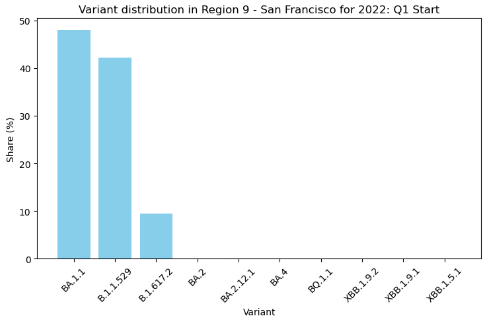 Variant distribution in Region 9 - San Francisco for 2022: Q1 Start
Share (%)
50
40
30
20
10
0
BA.1.1
B.1.1.529
B.1.617.2
BA.2
BA.2.12.1
BA.4
BQ.1.1
XBB.1.9.2
XBB.1.9.1
XBB.1.5.1
Variant